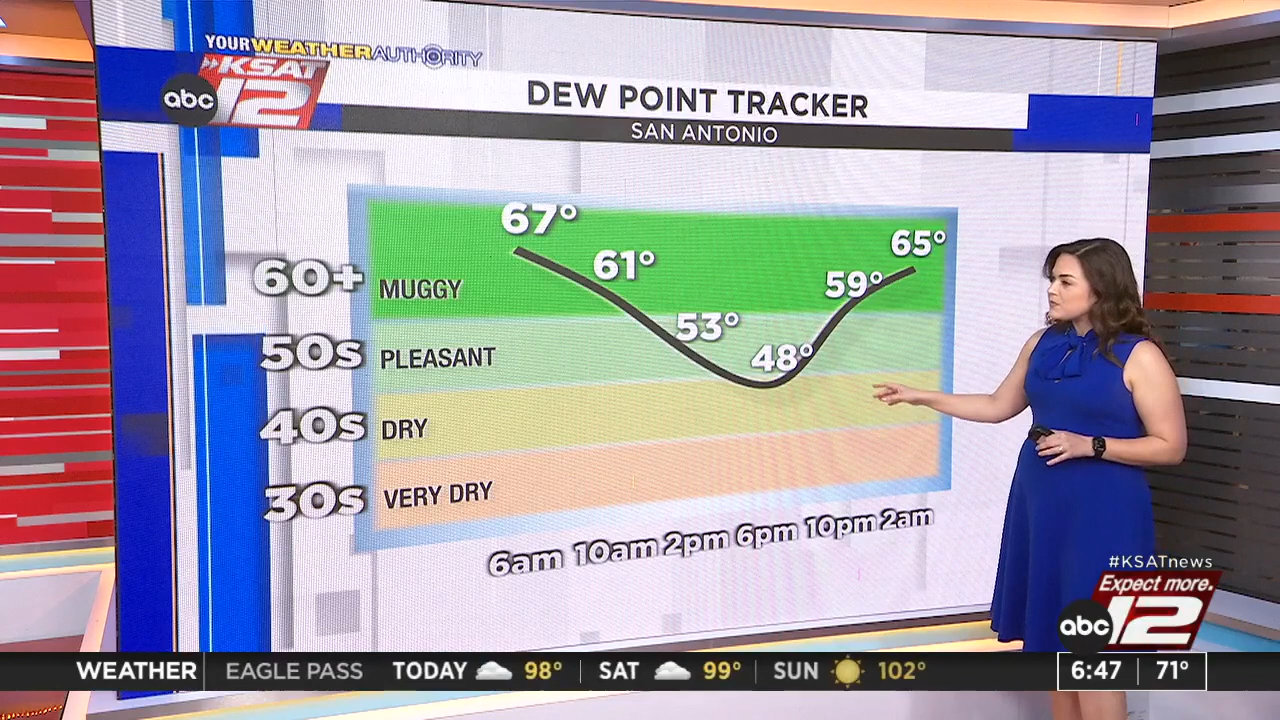 YOUR WEATHER AUTHORITY
KSAT
abc 12
DEW POINT TRACKER
SAN ANTONIO
67°
61°
53°
48°
59°
65°
60+ MUGGY
50s PLEASANT
40s DRY
30s VERY DRY
6am 10am 2pm 6pm 10pm 2am
#KSATnews
Expect more.
abc 12
WEATHER EAGLE PASS TODAY 98° SAT 99° SUN 102° 6:47 71°